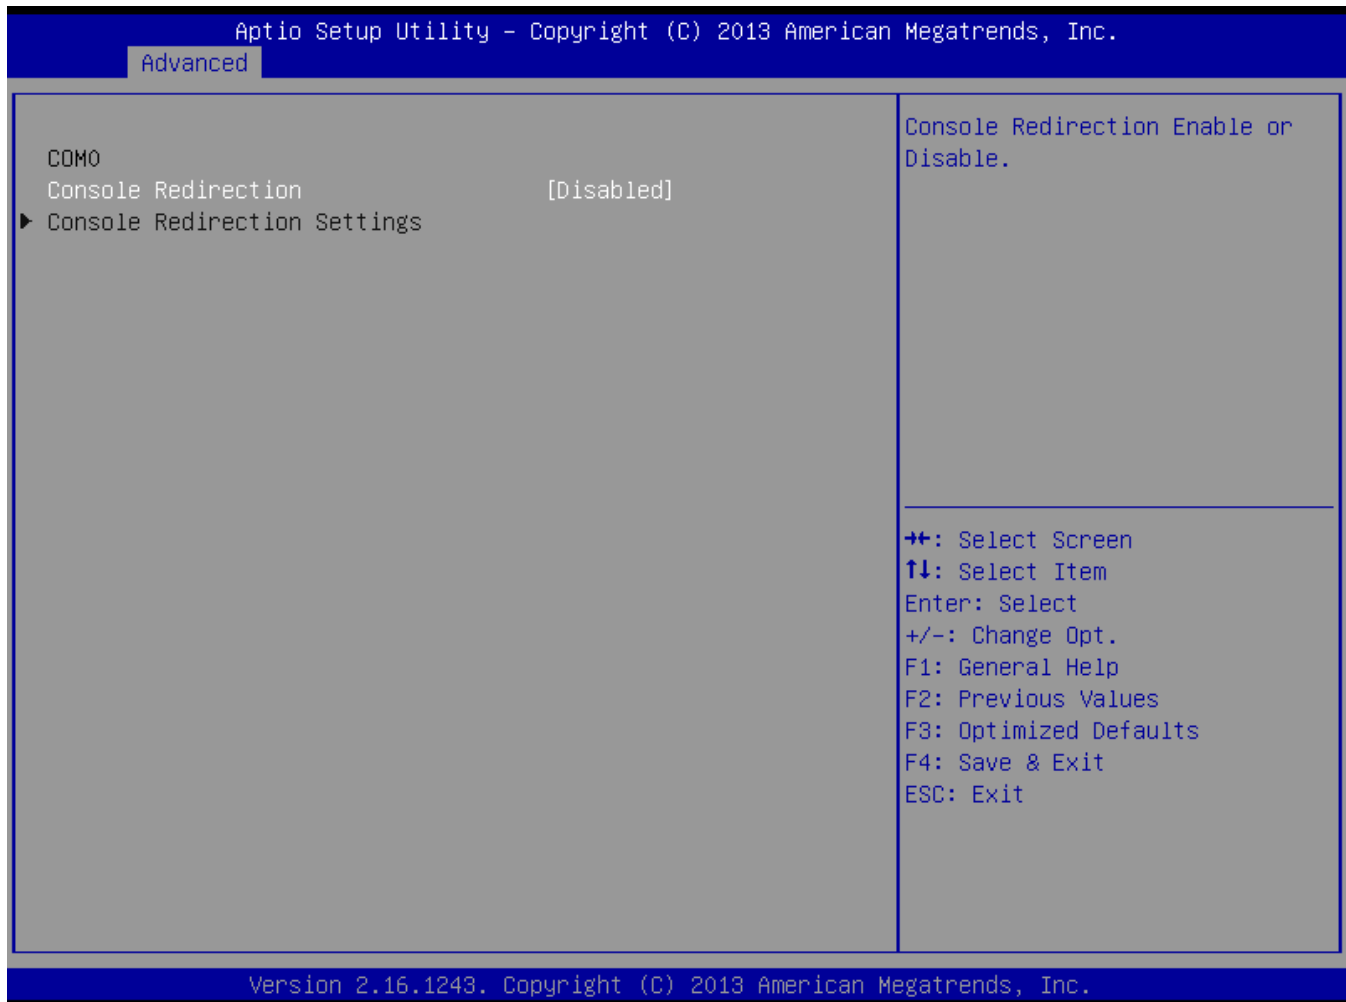 Aptio Setup Utility – Copyright (C) 2013 American Megatrends, Inc.
Advanced
COM0
Console Redirection [Disabled]
► Console Redirection Settings
Console Redirection Enable or
Disable.
→←: Select Screen
↑↓: Select Item
Enter: Select
+/-: Change Opt.
F1: General Help
F2: Previous Values
F3: Optimized Defaults
F4: Save & Exit
ESC: Exit
Version 2.16.1243. Copyright (C) 2013 American Megatrends, Inc.